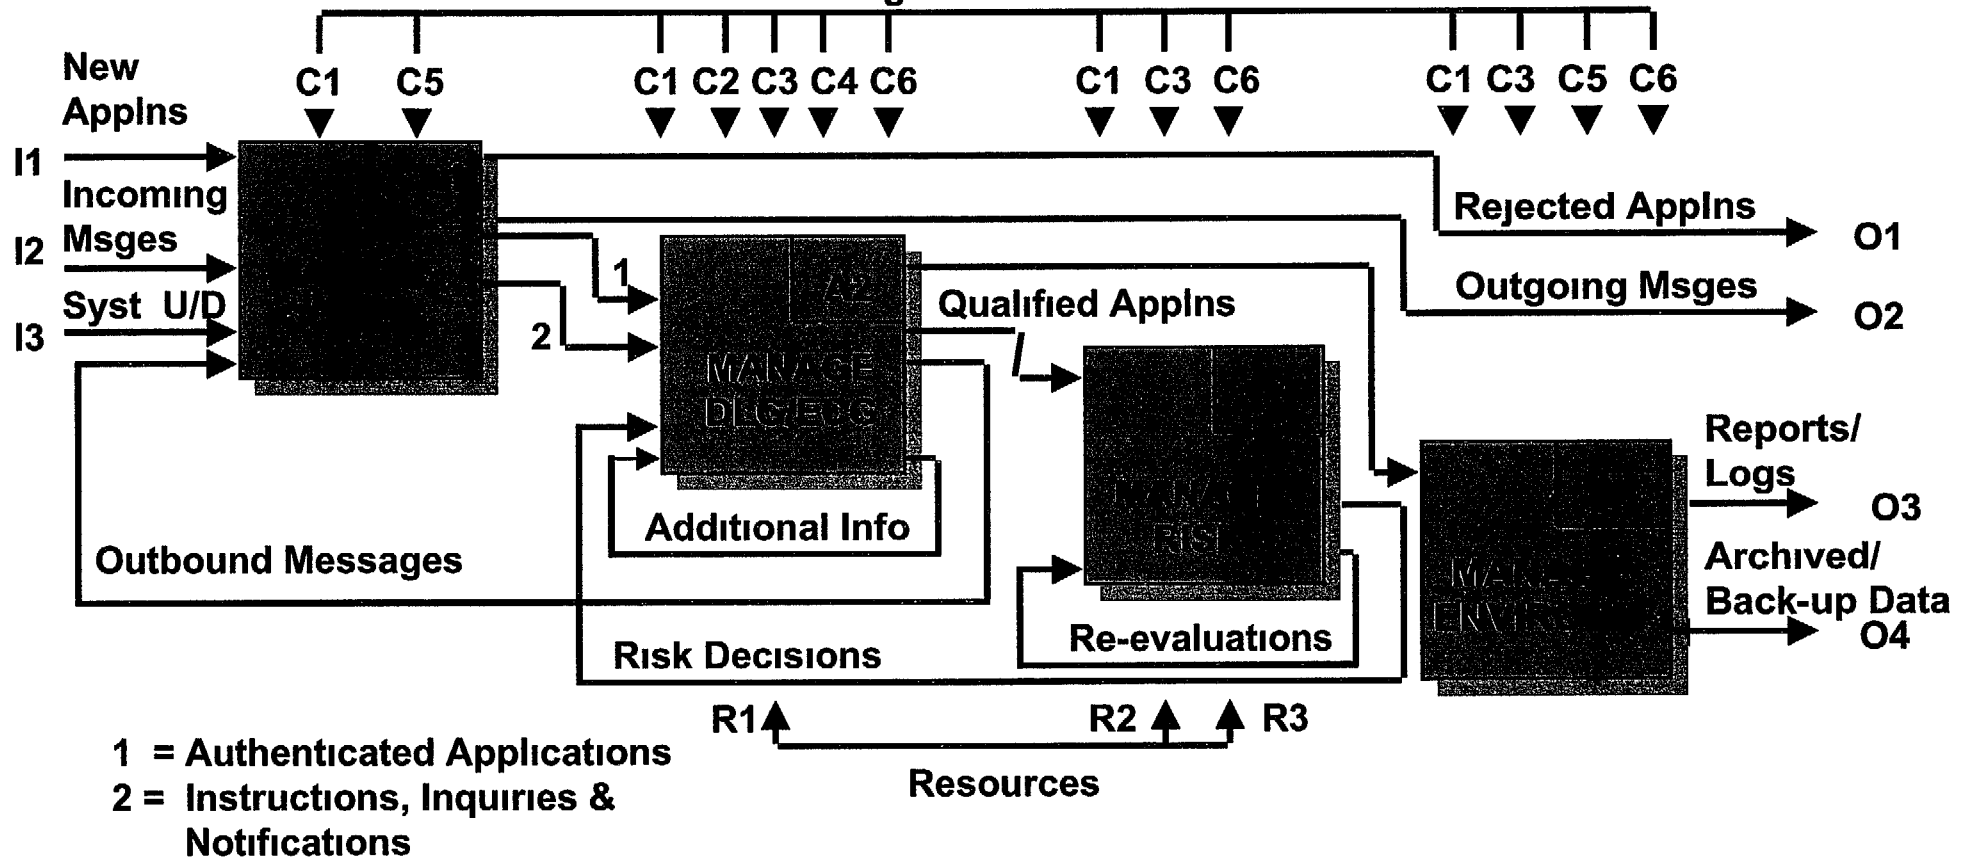 C1 C5 C1 C2 C3 C4 C6 C1 C3 C6 C1 C3 C5 C6
New
Applns
I1
Incoming
Msges
I2
Syst U/D
I3
1
2
A2
MANAGE
Qualified Applns
Rejected Applns
O1
Outgoing Msges
O2
Additional Info
Outbound Messages
Risk Decisions
Re-evaluations
Reports/
Logs
O3
Archived/
Back-up Data
O4
R1 R2 R3
Resources
1 = Authenticated Applications
2 = Instructions, Inquiries &
Notifications